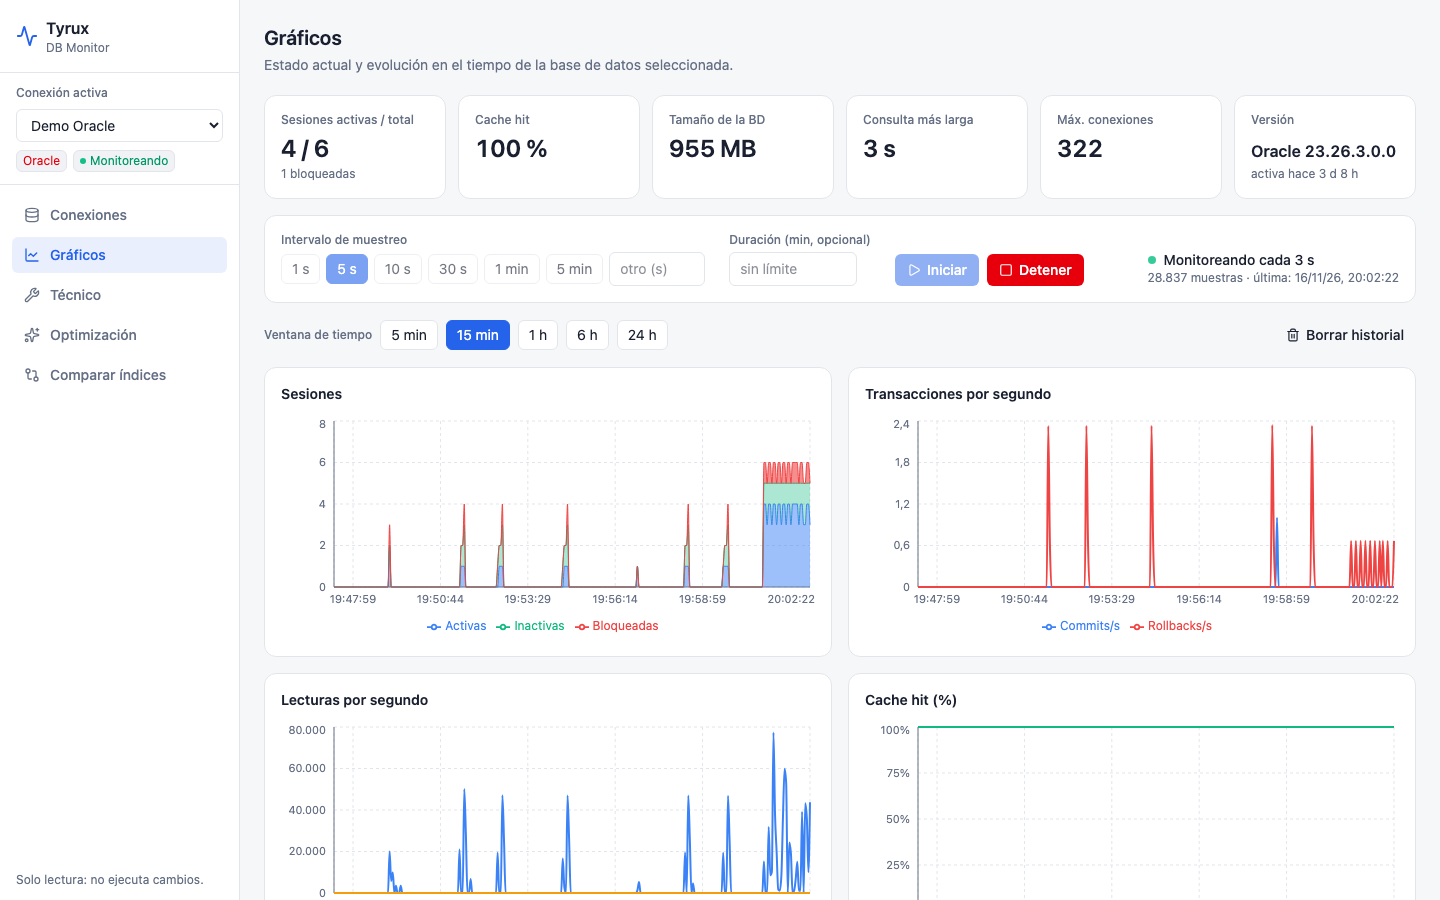 Tyrux
DB Monitor
Conexión activa
Demo Oracle
Oracle
Monitoreando
Conexiones
Gráficos
Técnico
Optimización
Comparar índices
Solo lectura: no ejecuta cambios.
Gráficos
Estado actual y evolución en el tiempo de la base de datos seleccionada.
Sesiones activas / total
4 / 6
1 bloqueadas
Cache hit
100 %
Tamaño de la BD
955 MB
Consulta más larga
3 s
Máx. conexiones
322
Versión
Oracle 23.26.3.0.0
activa hace 3 d 8 h
Intervalo de muestreo
1 s 5 s 10 s 30 s 1 min 5 min otro (s)
Duración (min, opcional)
sin límite
Iniciar
Detener
Monitoreando cada 3 s
28.837 muestras · última: 16/11/26, 20:02:22
Ventana de tiempo 5 min 15 min 1 h 6 h 24 h
Borrar historial
Sesiones
8
6
4
2
0
19:47:59 19:50:44 19:53:29 19:56:14 19:58:59 20:02:22
Activas Inactivas Bloqueadas
Transacciones por segundo
2,4
1,8
1,2
0,6
0
19:47:59 19:50:44 19:53:29 19:56:14 19:58:59 20:02:22
Commits/s Rollbacks/s
Lecturas por segundo
80.000
60.000
40.000
20.000
0
Cache hit (%)
100%
75%
50%
25%